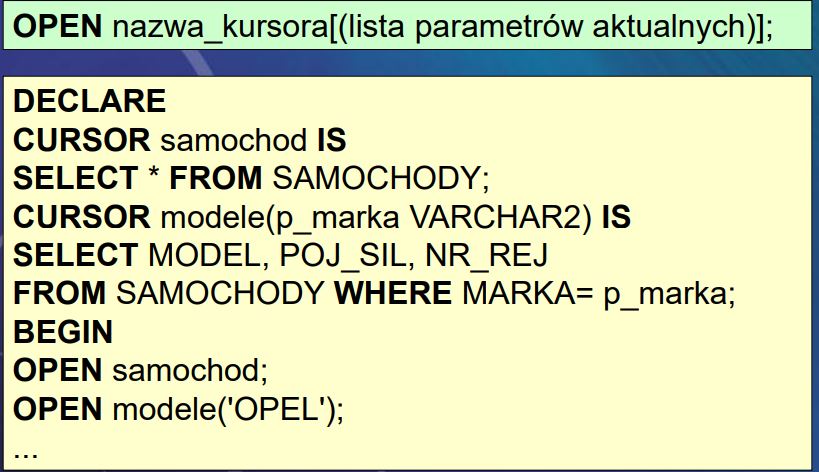 OPEN nazwa_kursora[(lista parametrów aktualnych)];
DECLARE
CURSOR samochod IS
SELECT * FROM SAMOCHODY;
CURSOR modele(p_marka VARCHAR2) IS
SELECT MODEL, POJ_SIL, NR_REJ
FROM SAMOCHODY WHERE MARKA= p_marka;
BEGIN
OPEN samochod;
OPEN modele('OPEL');
...